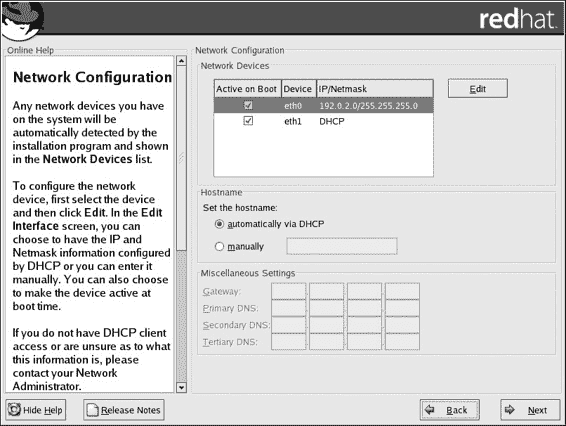 redhat.
Online Help
Network Configuration
Any network devices you have
on the system will be
automatically detected by the
installation program and shown
in the Network Devices list.
To configure the network
device, first select the device
and then click Edit. In the Edit
Interface screen, you can
choose to have the IP and
Netmask information configured
by DHCP or you can enter it
manually. You can also choose
to make the device active at
boot time.
If you do not have DHCP client
access or are unsure as to what
this information is, please
contact your Network
Administrator.
Network Configuration
Network Devices
Active on Boot Device IP/Netmask
eth0 192.0.2.0/255.255.255.0
eth1 DHCP
Edit
Hostname
Set the hostname:
automatically via DHCP
manually
Miscellaneous Settings
Gateway:
Primary DNS:
Secondary DNS:
Tertiary DNS:
Hide Help
Release Notes
Back
Next